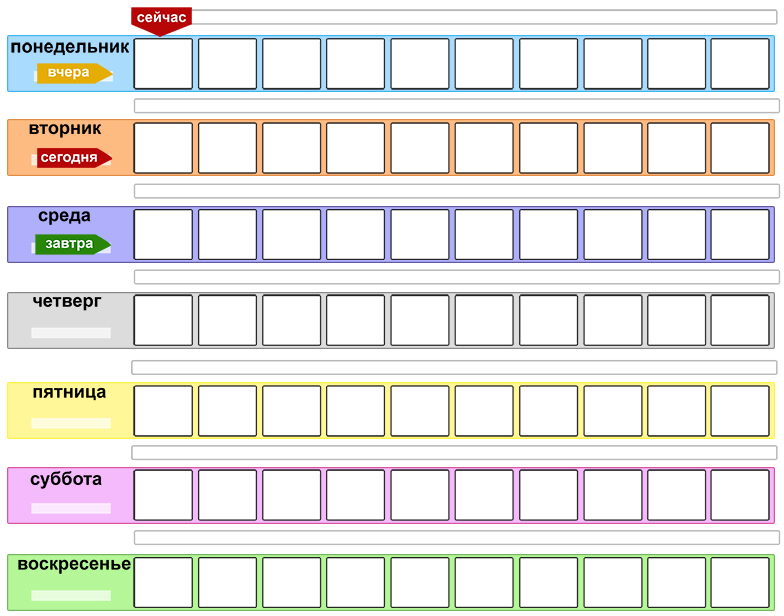 сейчас
понедельник
вчера
вторник
сегодня
среда
завтра
четверг
пятница
суббота
воскресенье